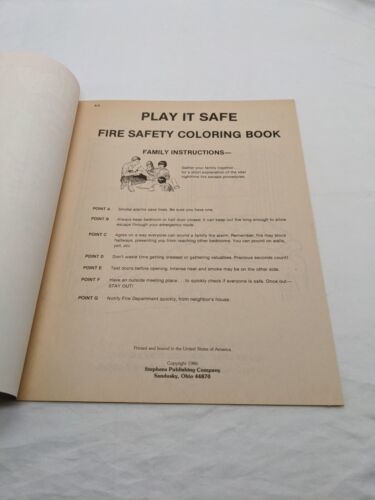 PLAY IT SAFE
FIRE SAFETY COLORING BOOK
FAMILY INSTRUCTIONS—
Gather your family together
for a short explanation of the vital
nighttime fire escape procedures.
POINT A Smoke alarms save lives. Be sure you have one.
POINT B Always keep bedroom or hall door closed. It can keep out fire long enough to allow
escape through your emergency route.
POINT C Agree on a way everyone can sound a family fire alarm. Remember, fire may block
hallways, preventing you from reaching other bedrooms. You can pound on walls,
yell, etc.
POINT D Don't waste time getting dressed or gathering valuables. Precious seconds count!
POINT E Test doors before opening. Intense heat and smoke may be on the other side.
POINT F Have an outside meeting place . . . to quickly check if everyone is safe. Once out—
STAY OUT!
POINT G Notify Fire Department quickly, from neighbor's house.
Printed and bound in the United States of America
Copyright 1980
Stephens Publishing Company
Sandusky, Ohio 44870